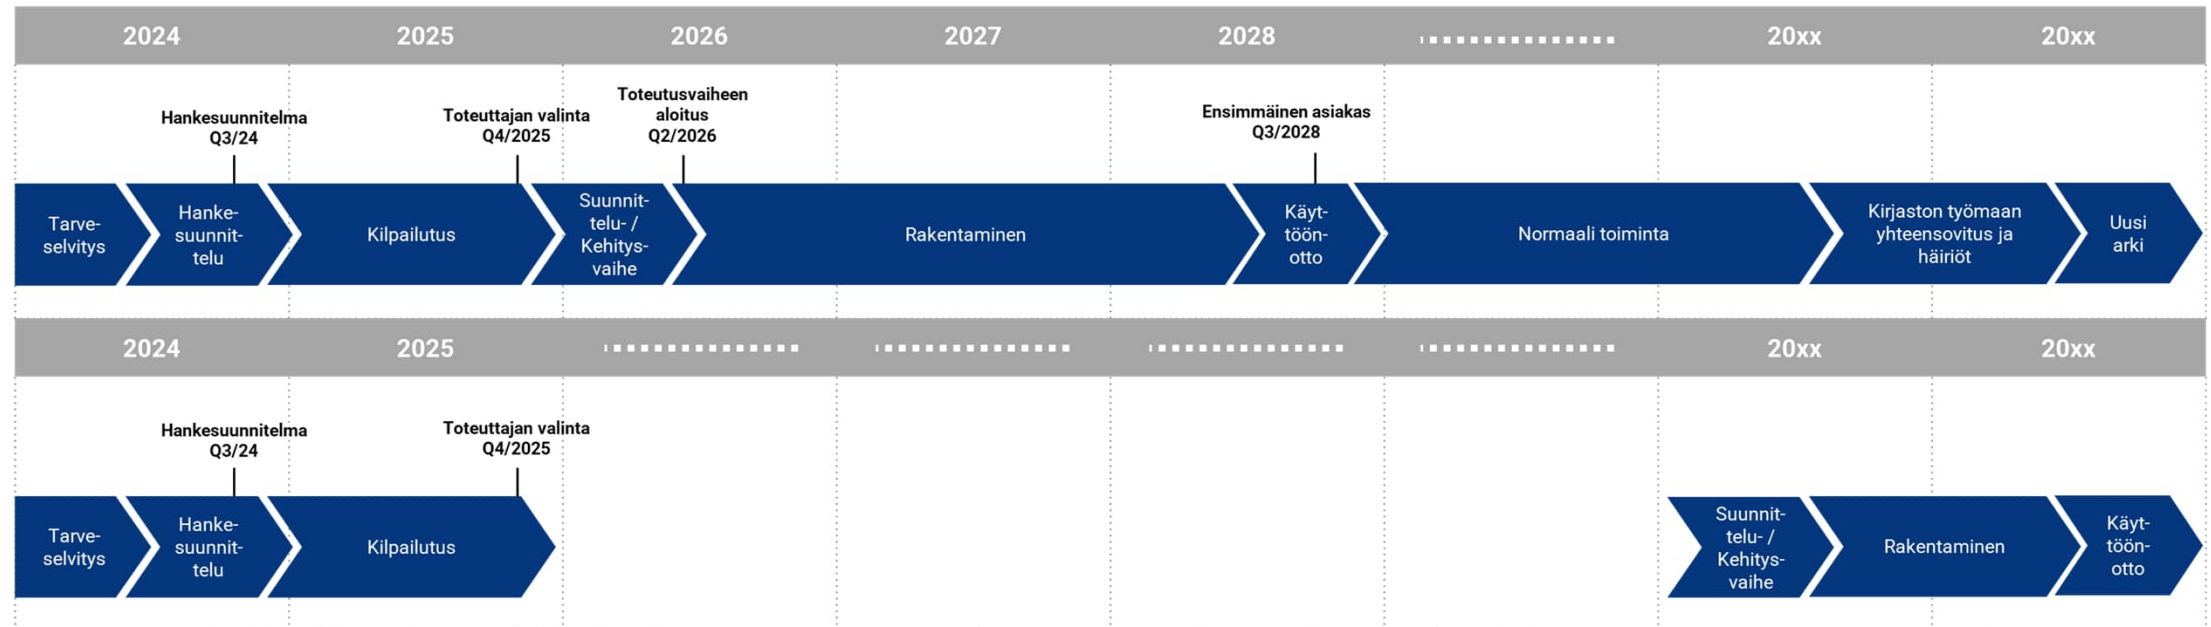 2024 2025 2026 2027 2028 20xx 20xx
Hankesuunnitelma
Q3/24
Toteuttajan valinta
Q4/2025
Toteutusvaiheen
aloitus
Q2/2026
Ensimmäinen asiakas
Q3/2028
Tarve-
selvitys
Hanke-
suunnit-
telu
Kilpailutus
Suunnit-
telu- /
Kehitys-
vaihe
Rakentaminen
Käyt-
töön-
otto
Normaali toiminta
Kirjaston työmaan
yhteensovitus ja
häiriöt
Uusi
arki
2024 2025 20xx 20xx
Hankesuunnitelma
Q3/24
Toteuttajan valinta
Q4/2025
Tarve-
selvitys
Hanke-
suunnit-
telu
Kilpailutus
Suunnit-
telu- /
Kehitys-
vaihe
Rakentaminen
Käyt-
töön-
otto